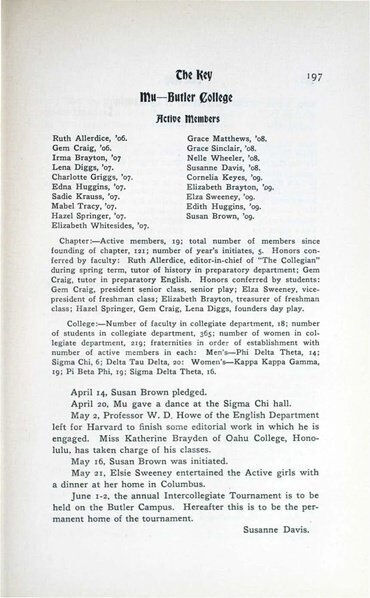 The Key 197
Mu—Butler College
Active Members
Ruth Allerdice, '06.
Gem Craig, '06.
Irma Brayton, '07
Lena Diggs, '07.
Charlotte Griggs, '07.
Edna Huggins, '07.
Sadie Krauss, '07.
Mabel Tracy, '07.
Hazel Springer, '07.
Elizabeth Whitesides, '07.
Grace Matthews, '08.
Grace Sinclair, '08.
Nelle Wheeler, '08.
Susanne Davis, '08.
Cornelia Keyes, '09.
Elizabeth Brayton, '09.
Elza Sweeney, '09.
Edith Huggins, '09.
Susan Brown, '09.
Chapter:—Active members, 19; total number of members since
founding of chapter, 121; number of year's initiates, 5. Honors con-
ferred by faculty: Ruth Allerdice, editor-in-chief of "The Collegian"
during spring term, tutor of history in preparatory department; Gem
Craig, tutor in preparatory English. Honors conferred by students:
Gem Craig, president senior class, senior play; Elza Sweeney, vice-
president of freshman class; Elizabeth Brayton, treasurer of freshman
class; Hazel Springer, Gem Craig, Lena Diggs, founders day play.
College:—Number of faculty in collegiate department, 18; number
of students in collegiate department, 365; number of women in col-
legiate department, 219; fraternities in order of establishment with
number of active members in each: Men's—Phi Delta Theta, 14;
Sigma Chi, 6; Delta Tau Delta, 20: Women's—Kappa Kappa Gamma,
19; Pi Beta Phi, 19; Sigma Delta Theta, 16.
April 14, Susan Brown pledged.
April 20, Mu gave a dance at the Sigma Chi hall.
May 2, Professor W. D. Howe of the English Department
left for Harvard to finish some editorial work in which he is
engaged. Miss Katherine Brayden of Oahu College, Hono-
lulu, has taken charge of his classes.
May 16, Susan Brown was initiated.
May 21, Elsie Sweeney entertained the Active girls with
a dinner at her home in Columbus.
June 1-2, the annual Intercollegiate Tournament is to be
held on the Butler Campus. Hereafter this is to be the per-
manent home of the tournament.
Susanne Davis.